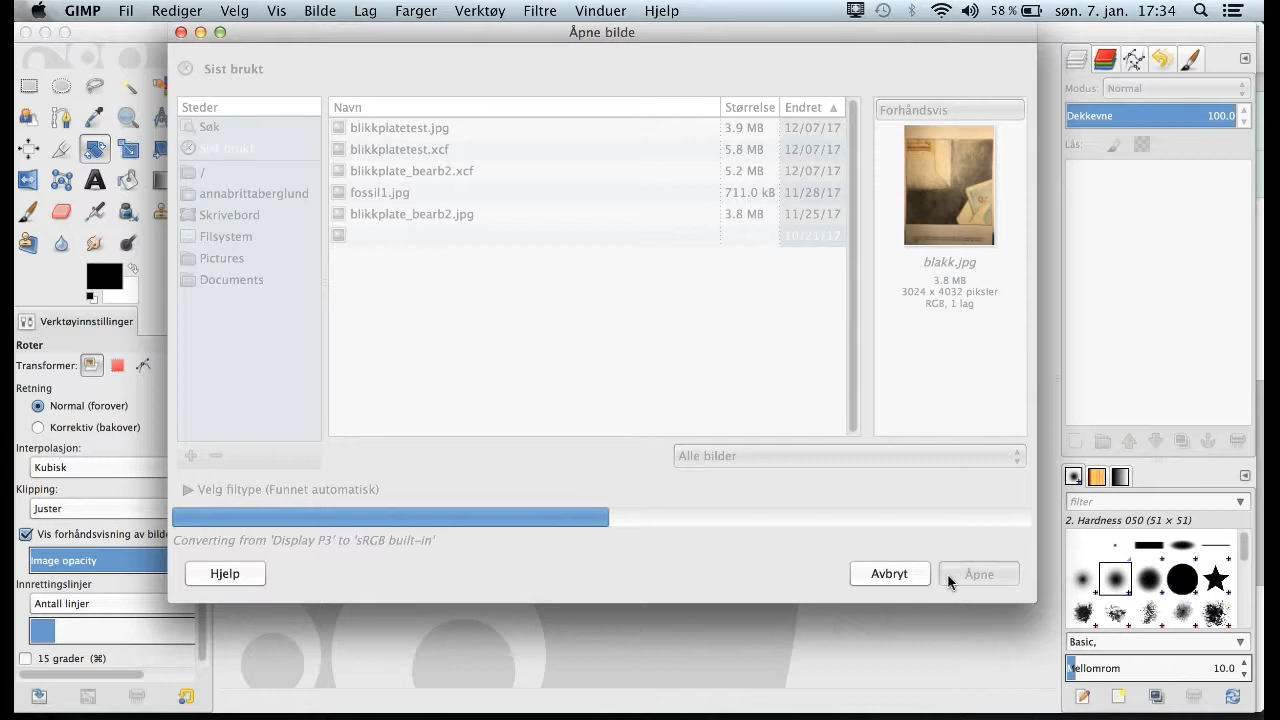 GIMP Fil Rediger Velg Vis Bilde Lag Farger Verktøy Filtre Vinduer Hjelp 58 % søn. 7. jan. 17:34
Åpne bilde
Sist brukt
Steder
Søk
Sist brukt
/
annabrittaberglund
Skrivebord
Filsystem
Pictures
Documents
Navn Størrelse Endret
blikkplatetest.jpg 3.9 MB 12/07/17
blikkplatetest.xcf 5.8 MB 12/07/17
blikkplate_bearb2.xcf 5.2 MB 12/07/17
fossil1.jpg 711.0 kB 11/28/17
blikkplate_bearb2.jpg 3.8 MB 11/25/17
10/21/17
Forhåndsvis
blakk.jpg
3.8 MB
3024 x 4032 piksler
RGB, 1 lag
Alle bilder
Velg filtype (Funnet automatisk)
Converting from 'Display P3' to 'sRGB built-in'
Hjelp Avbryt Åpne
Verktøyinnstillinger
Roter
Transformer:
Retning
Normal (forover)
Korrektiv (bakover)
Interpolasjon:
Kubisk
Klipping:
Juster
Vis forhåndsvisning av bilde
Image opacity
Innrettingslinjer
Antall linjer
15 grader (⌘)
Modus: Normal
Dekkevne 100.0
Lås:
filter
2. Hardness 050 (51 × 51)
Basic,
Mellomrom 10.0